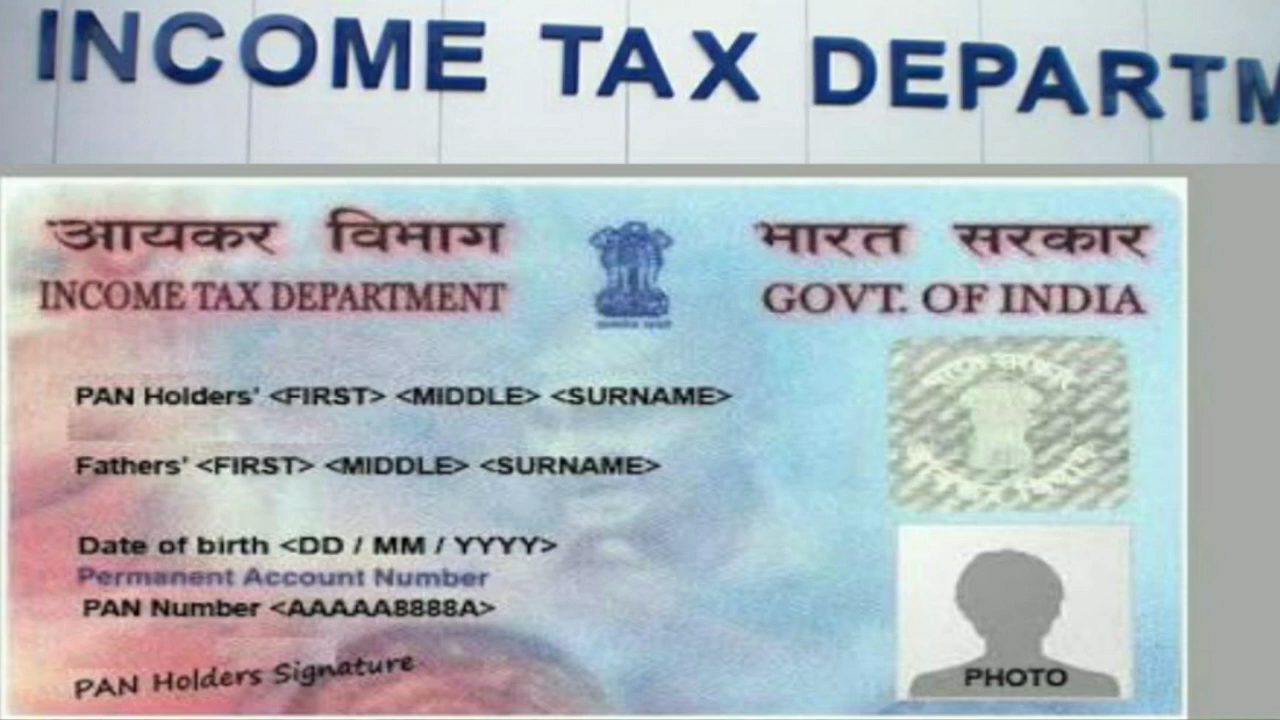 INCOME TAX DEPARTM
आयकर विभाग भारत सरकार
INCOME TAX DEPARTMENT GOVT. OF INDIA
PAN Holders' <FIRST> <MIDDLE> <SURNAME>
Fathers' <FIRST> <MIDDLE> <SURNAME>
Date of birth <DD / MM / YYYY>
Permanent Account Number
PAN Number <AAAAA8888A>
PAN Holders Signature
PHOTO